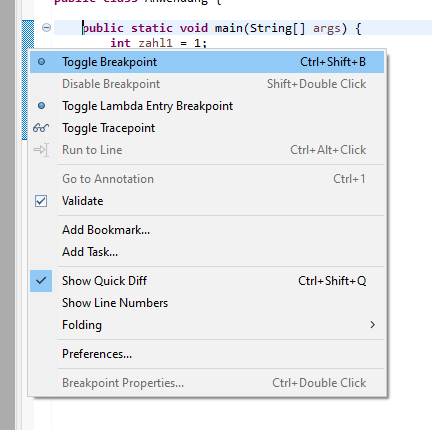 public class Anwendung {
public static void main(String[] args) {
int zahl1 = 1;
Toggle Breakpoint Ctrl+Shift+B
Disable Breakpoint Shift+Double Click
Toggle Lambda Entry Breakpoint
Toggle Tracepoint
Run to Line Ctrl+Alt+Click
Go to Annotation Ctrl+1
Validate
Add Bookmark...
Add Task...
Show Quick Diff Ctrl+Shift+Q
Show Line Numbers
Folding
Preferences...
Breakpoint Properties... Ctrl+Double Click